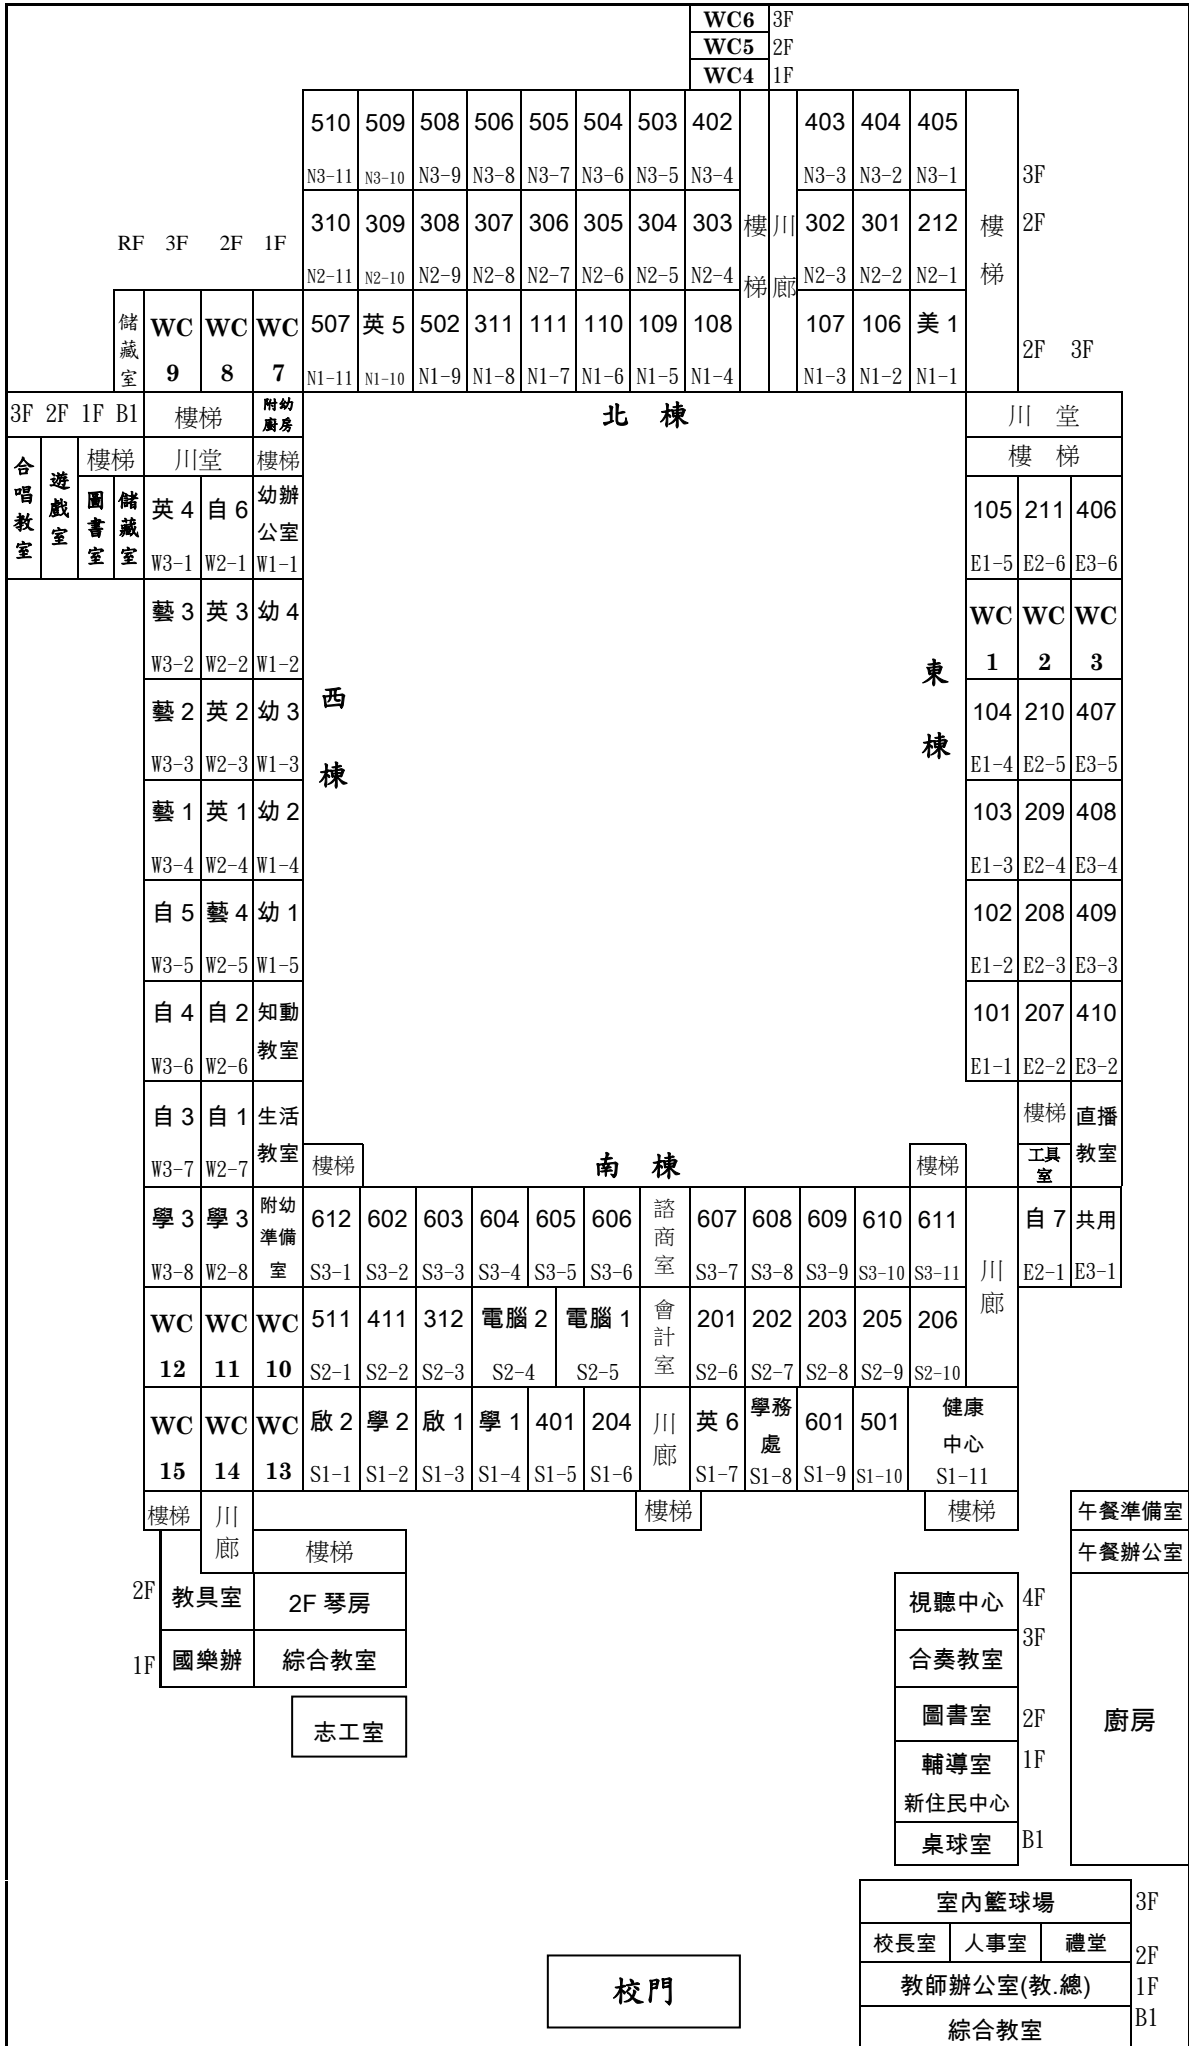 WC6 3F
WC5 2F
WC4 1F
510 509 508 506 505 504 503 402 403 404 405
N3-11 N3-10 N3-9 N3-8 N3-7 N3-6 N3-5 N3-4 N3-3 N3-2 N3-1 3F
310 309 308 307 306 305 304 303 樓梯 川廊 302 301 212 樓梯 2F
RF 3F 2F 1F
N2-11 N2-10 N2-9 N2-8 N2-7 N2-6 N2-5 N2-4 N2-3 N2-2 N2-1
儲藏室 WC 9 WC 8 WC 7 507 英5 502 311 111 110 109 108 107 106 美1
N1-11 N1-10 N1-9 N1-8 N1-7 N1-6 N1-5 N1-4 N1-3 N1-2 N1-1
2F 3F
3F 2F 1F B1 樓梯 附幼廚房 北 棟 川 堂
樓梯 川堂 樓梯 樓 梯
合唱教室 遊戲室 圖書室 儲藏室 英4 自6 幼辦公室 105 211 406
W3-1 W2-1 W1-1 E1-5 E2-6 E3-6
藝3 英3 幼4 WC 1 WC 2 WC 3
W3-2 W2-2 W1-2
西棟 東棟
藝2 英2 幼3 104 210 407
W3-3 W2-3 W1-3 E1-4 E2-5 E3-5
藝1 英1 幼2 103 209 408
W3-4 W2-4 W1-4 E1-3 E2-4 E3-4
自5 藝4 幼1 102 208 409
W3-5 W2-5 W1-5 E1-2 E2-3 E3-3
自4 自2 知動教室 101 207 410
W3-6 W2-6 E1-1 E2-2 E3-2
自3 自1 生活教室 樓梯 直播教室
W3-7 W2-7 樓梯 南 棟 樓梯 工具室
學3 學3 附幼準備室 612 602 603 604 605 606 諮商室 607 608 609 610 611 川廊 自7 共用
W3-8 W2-8 S3-1 S3-2 S3-3 S3-4 S3-5 S3-6 S3-7 S3-8 S3-9 S3-10 S3-11 E2-1 E3-1
WC 12 WC 11 WC 10 511 411 312 電腦2 電腦1 會計室 201 202 203 205 206
S2-1 S2-2 S2-3 S2-4 S2-5 S2-6 S2-7 S2-8 S2-9 S2-10
WC 15 WC 14 WC 13 啟2 學2 啟1 學1 401 204 川廊 英6 學務處 601 501 健康中心
S1-1 S1-2 S1-3 S1-4 S1-5 S1-6 S1-7 S1-8 S1-9 S1-10 S1-11
樓梯 川廊 樓梯 樓梯 午餐準備室
樓梯 午餐辦公室
2F 教具室 2F 琴房 視聽中心 4F
1F 國樂辦 綜合教室 合奏教室 3F
志工室 圖書室 2F 廚房
輔導室 1F
新住民中心
桌球室 B1
室內籃球場 3F
校長室 人事室 禮堂 2F
校門 教師辦公室(教.總) 1F
綜合教室 B1